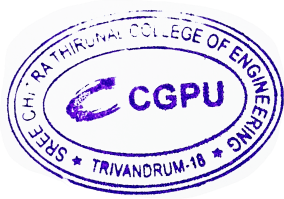 SREE CHITRA THIRUNAL COLLEGE OF ENGINEERING
CGPU
★ TRIVANDRUM-18 ★